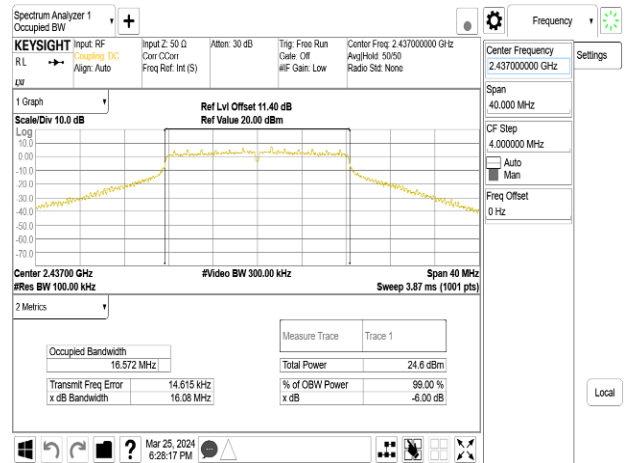 Spectrum Analyzer 1
Occupied BW
Frequency
KEYSIGHT
Input: RF
Input Z: 50 Ω
Atten: 30 dB
Trig: Free Run
Center Freq: 2.437000000 GHz
RL
Coupling: DC
Corr CCorr
Gate: Off
Avg|Hold: 50/50
Align: Auto
Freq Ref: Int (S)
#IF Gain: Low
Radio Std: None
LXI
Center Frequency
2.437000000 GHz
Settings
Span
40.000 MHz
CF Step
4.000000 MHz
Auto
Man
Freq Offset
0 Hz
Local
1 Graph
Ref Lvl Offset 11.40 dB
Scale/Div 10.0 dB
Ref Value 20.00 dBm
Log
10.0
0.00
-10.0
-20.0
-30.0
-40.0
-50.0
-60.0
-70.0
Center 2.43700 GHz
#Video BW 300.00 kHz
Span 40 MHz
#Res BW 100.00 kHz
Sweep 3.87 ms (1001 pts)
2 Metrics
Measure Trace
Trace 1
Occupied Bandwidth
16.572 MHz
Total Power
24.6 dBm
Transmit Freq Error
14.615 kHz
% of OBW Power
99.00 %
x dB Bandwidth
16.08 MHz
x dB
-6.00 dB
Mar 25, 2024
6:28:17 PM